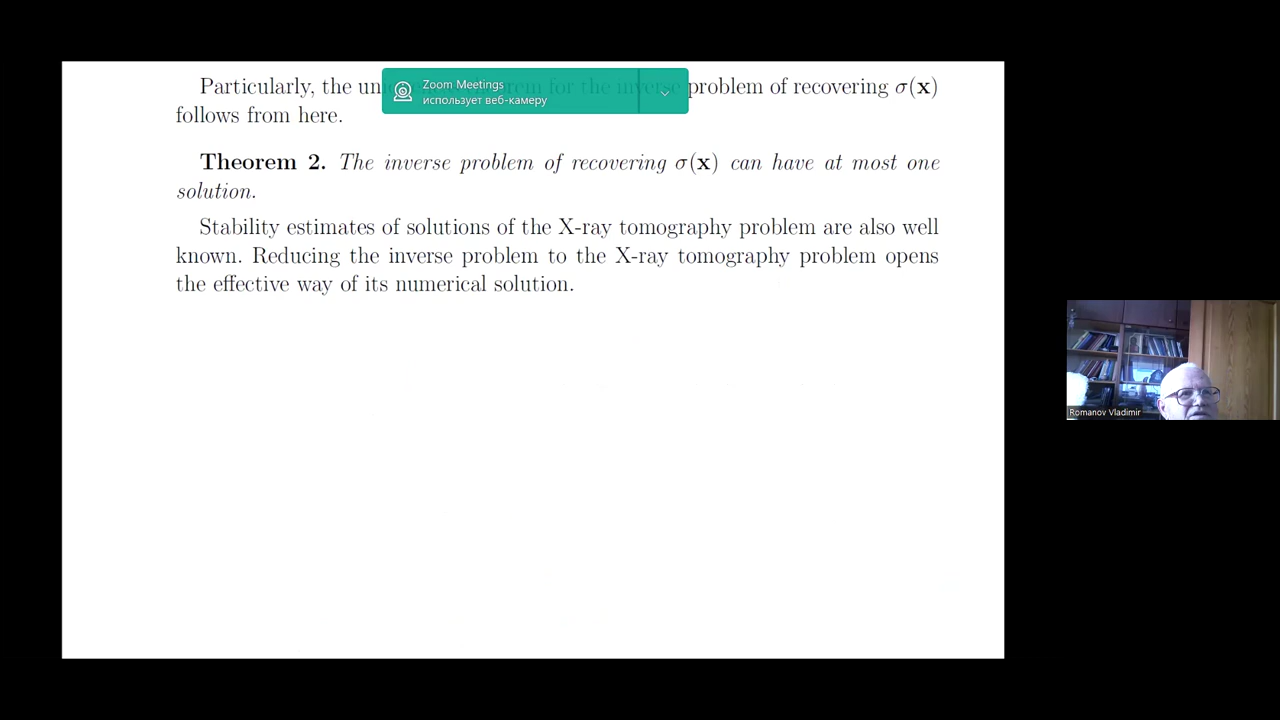 Particularly, the problem of recovering σ(x)
Zoom Meetings
использует веб-камеру
follows from here.
Theorem 2. The inverse problem of recovering σ(x) can have at most one
solution.
Stability estimates of solutions of the X-ray tomography problem are also well
known. Reducing the inverse problem to the X-ray tomography problem opens
the effective way of its numerical solution.
Romanov Vladimir